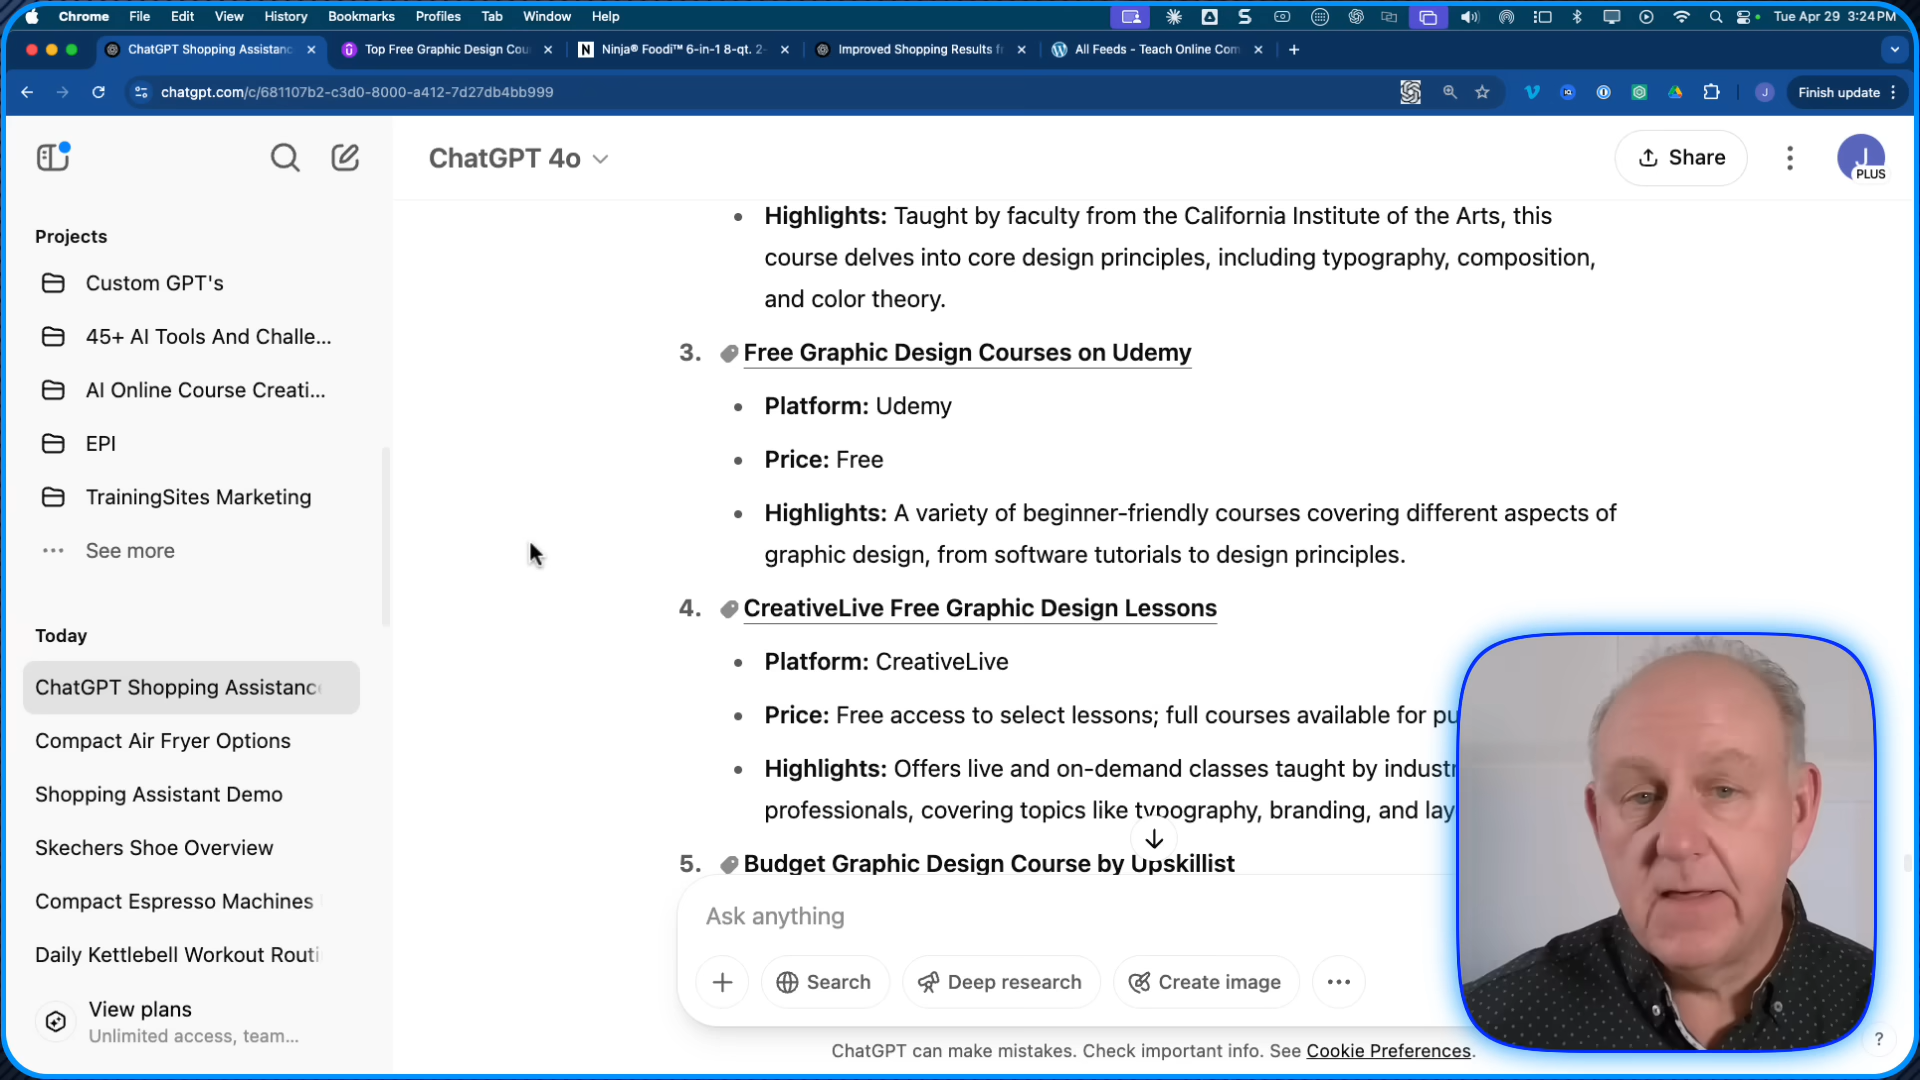 Chrome File Edit View History Bookmarks Profiles Tab Window Help Tue Apr 29 3:24PM
ChatGPT Shopping Assistanc Top Free Graphic Design Cou Ninja® Foodi™ 6-in-1 8-qt. 2- Improved Shopping Results f All Feeds - Teach Online Com
chatgpt.com/c/681107b2-c3d0-8000-a412-7d27db4bb999 J Finish update
ChatGPT 4o Share J PLUS
Projects
Custom GPT's
45+ AI Tools And Challe...
AI Online Course Creati...
EPI
TrainingSites Marketing
See more
Today
ChatGPT Shopping Assistanc
Compact Air Fryer Options
Shopping Assistant Demo
Skechers Shoe Overview
Compact Espresso Machines
Daily Kettlebell Workout Routi
View plans
Unlimited access, team...
Highlights: Taught by faculty from the California Institute of the Arts, this
course delves into core design principles, including typography, composition,
and color theory.
3. Free Graphic Design Courses on Udemy
Platform: Udemy
Price: Free
Highlights: A variety of beginner-friendly courses covering different aspects of
graphic design, from software tutorials to design principles.
4. CreativeLive Free Graphic Design Lessons
Platform: CreativeLive
Price: Free access to select lessons; full courses available for pu
Highlights: Offers live and on-demand classes taught by industr
professionals, covering topics like typography, branding, and lay
5. Budget Graphic Design Course by Upskillist
Ask anything
Search Deep research Create image
ChatGPT can make mistakes. Check important info. See Cookie Preferences.
?